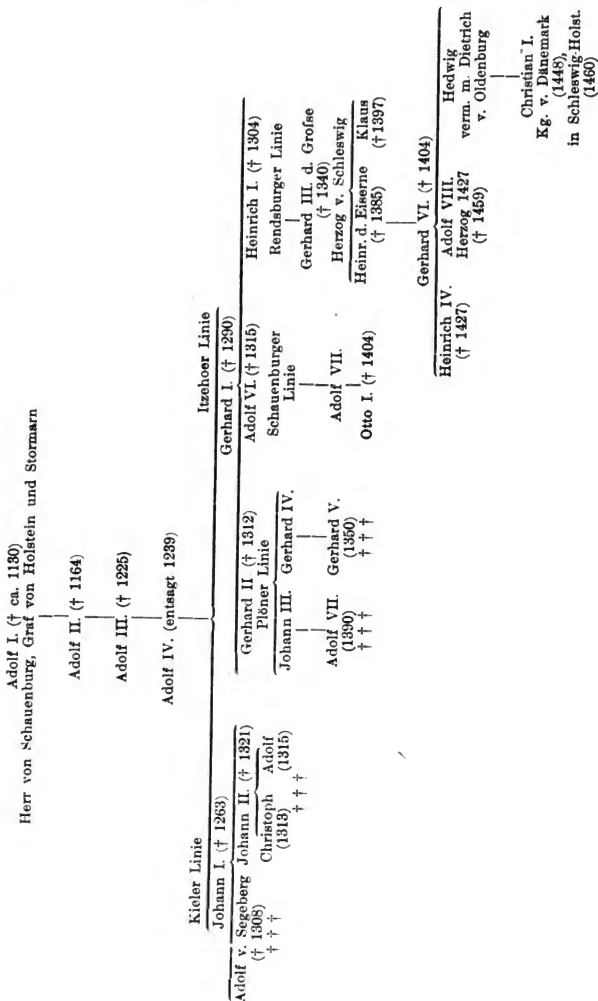 Adolf I. († ca. 1130)
Herr von Schauenburg, Graf von Holstein und Stormarn
Adolf II. († 1164)
Adolf III. († 1225)
Adolf IV. (entsagt 1239)
Kieler Linie
Johann I. († 1263)
Adolf v. Segeberg
(† 1308)
† † †
Johann II. († 1321)
Christoph
(1313)
Adolf
(1315)
† † †
Itzehoer Linie
Gerhard I. († 1290)
Gerhard II († 1312)
Plöner Linie
Johann III.
Gerhard IV.
Adolf VII.
(1390)
† † †
Gerhard V.
(1350)
† † †
Adolf VI. († 1315)
Schauenburger
Linie
Adolf VII.
Otto I. († 1404)
Heinrich I. († 1304)
Rendsburger Linie
Gerhard III. d. Große
(† 1340)
Herzog v. Schleswig
Heinr. d. Eiserne
(† 1385)
Klaus
(†1397)
Gerhard VI. († 1404)
Heinrich IV.
(† 1427)
Adolf VIII.
Herzog 1427
(† 1459)
Hedwig
verm. m. Dietrich
v. Oldenburg
Christian I.
Kg. v. Dänemark
(1448),
in Schleswig-Holst.
(1460)